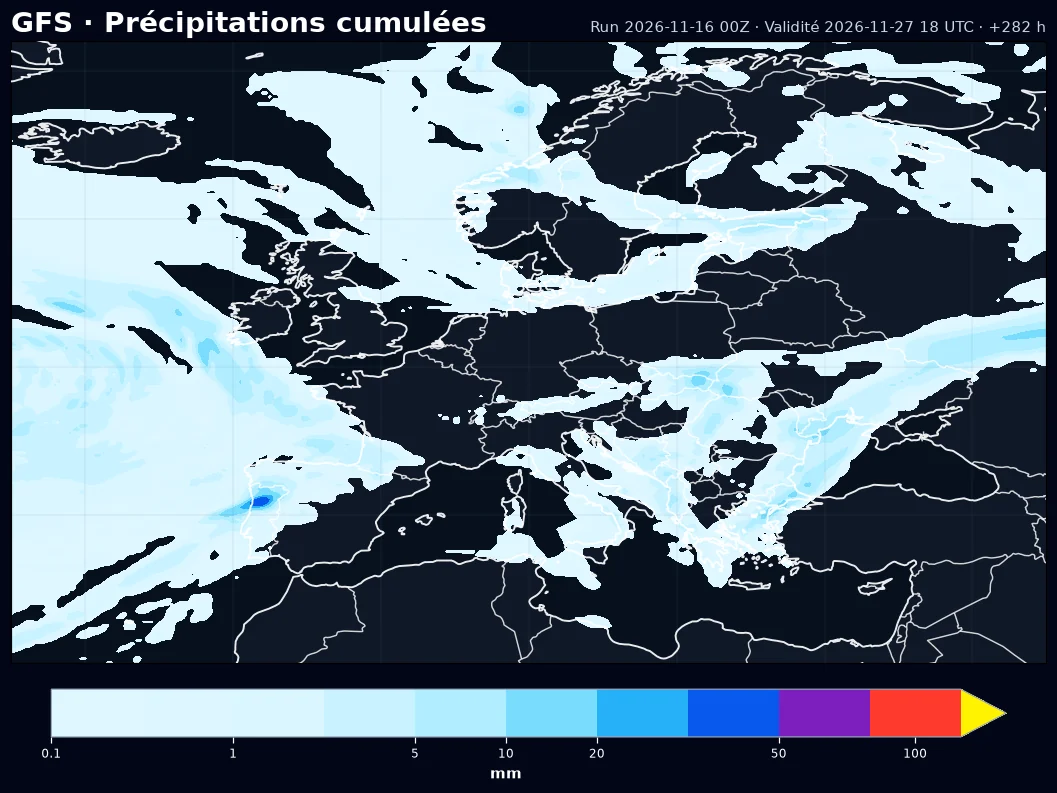 GFS · Précipitations cumulées
Run 2026-11-16 00Z · Validité 2026-11-27 18 UTC · +282 h
0.1 1 5 10 20 50 100
mm